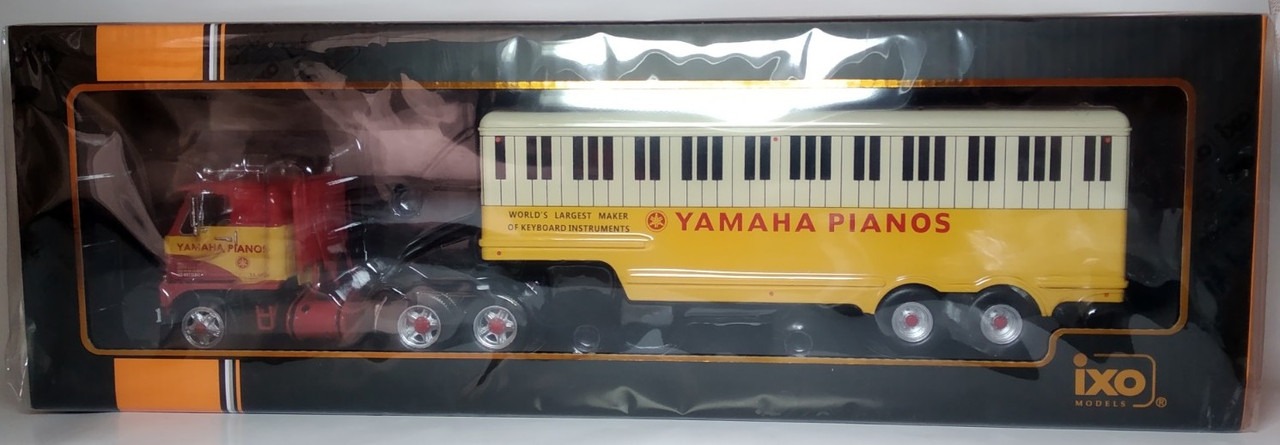 WORLD'S LARGEST MAKER
OF KEYBOARD INSTRUMENTS
YAMAHA PIANOS
YAMAHA PIANOS
ixo
MODELS ®